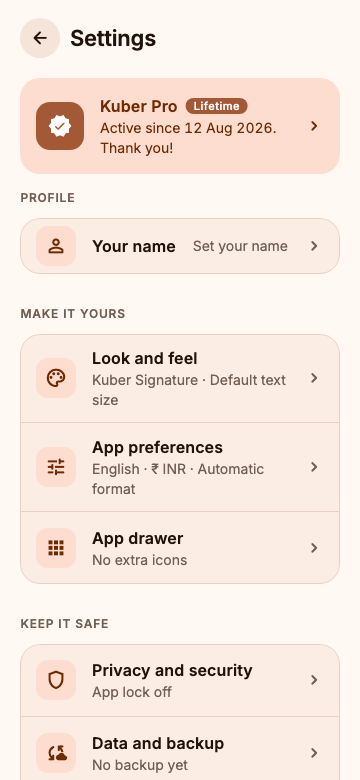 Settings
Kuber Pro Lifetime
Active since 12 Aug 2026.
Thank you!
PROFILE
Your name Set your name
MAKE IT YOURS
Look and feel
Kuber Signature · Default text
size
App preferences
English · ₹ INR · Automatic
format
App drawer
No extra icons
KEEP IT SAFE
Privacy and security
App lock off
Data and backup
No backup yet